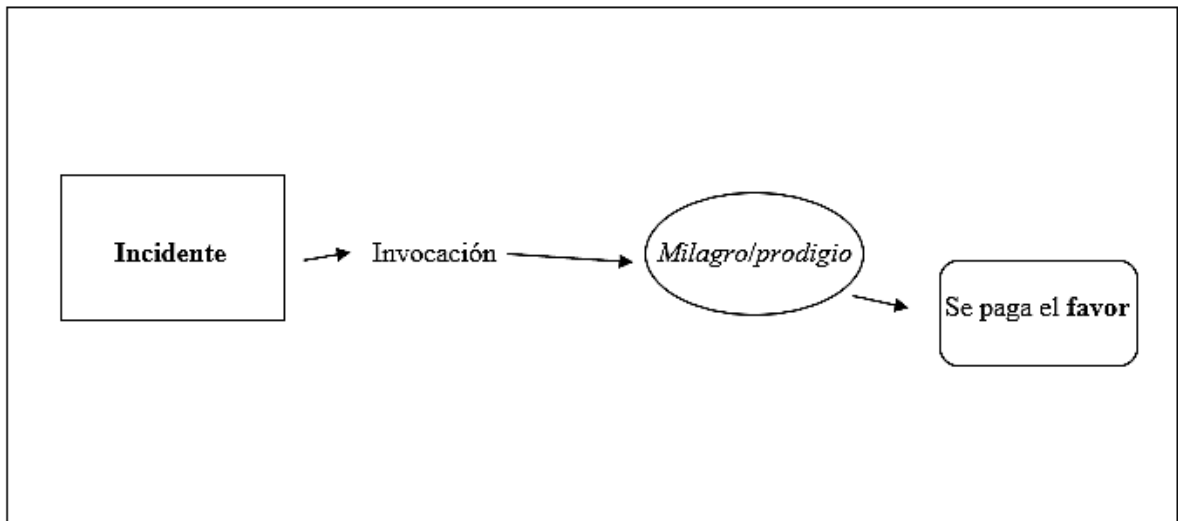 Incidente
Invocación
Milagro/prodigio
Se paga el favor